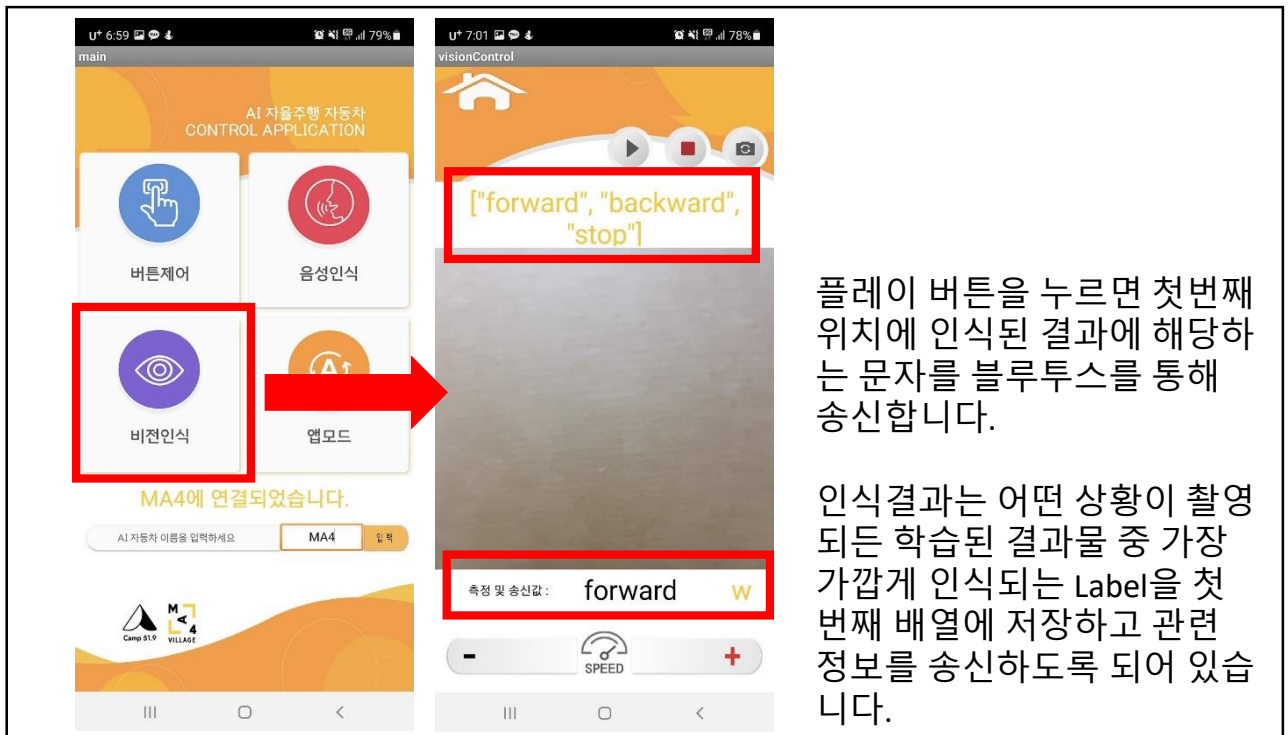 U⁺ 6:59
79%
main
AI 자율주행 자동차
CONTROL APPLICATION
버튼제어
음성인식
비전인식
앱모드
MA4에 연결되었습니다.
AI 자동차 이름을 입력하세요
MA4
입력
Camp 51.9
MA4
VILLAGE
U⁺ 7:01
78%
visionControl
["forward", "backward",
"stop"]
측정 및 송신값 :
forward
w
-
SPEED
+
플레이 버튼을 누르면 첫번째
위치에 인식된 결과에 해당하
는 문자를 블루투스를 통해
송신합니다.
인식결과는 어떤 상황이 촬영
되든 학습된 결과물 중 가장
가깝게 인식되는 Label을 첫
번째 배열에 저장하고 관련
정보를 송신하도록 되어 있습
니다.